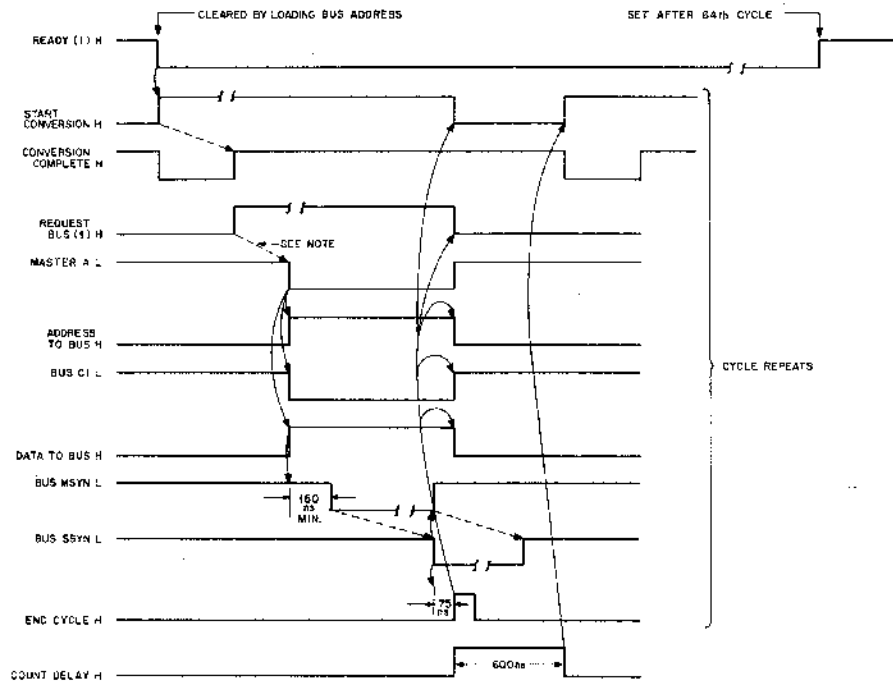 CLEARED BY LOADING BUS ADDRESS
SET AFTER 64th CYCLE
READY (1) H
START
CONVERSION H
CONVERSION
COMPLETE H
REQUEST
BUS (1) H
SEE NOTE
MASTER A L
ADDRESS
TO BUS H
BUS C1 L
CYCLE REPEATS
DATA TO BUS H
BUS MSYN L
150
ns
MIN.
BUS SSYN L
75
ns
END CYCLE H
600ns
COUNT DELAY H